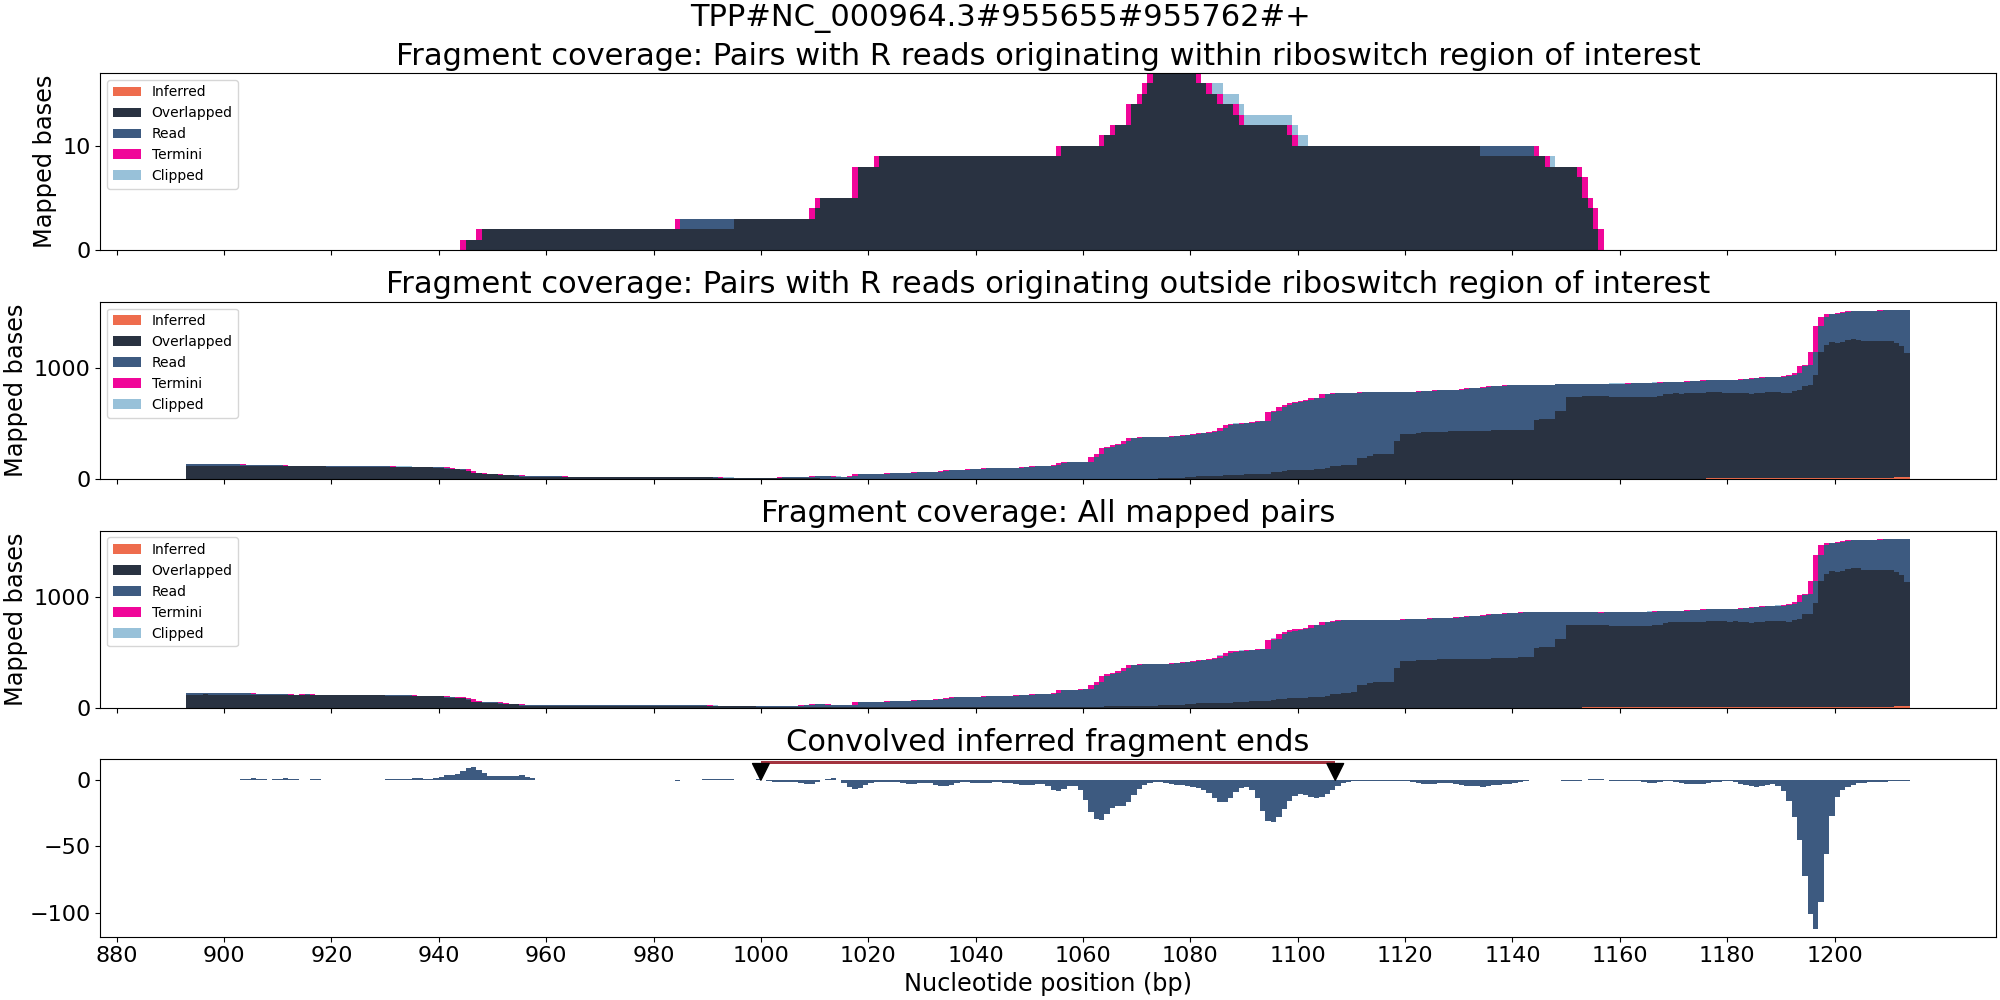 TPP#NC_000964.3#955655#955762#+
Fragment coverage: Pairs with R reads originating within riboswitch region of interest
Mapped bases
10
0
Inferred
Overlapped
Read
Termini
Clipped
Fragment coverage: Pairs with R reads originating outside riboswitch region of interest
Mapped bases
1000
0
Inferred
Overlapped
Read
Termini
Clipped
Fragment coverage: All mapped pairs
Mapped bases
1000
0
Inferred
Overlapped
Read
Termini
Clipped
Convolved inferred fragment ends
0
−50
−100
880 900 920 940 960 980 1000 1020 1040 1060 1080 1100 1120 1140 1160 1180 1200
Nucleotide position (bp)